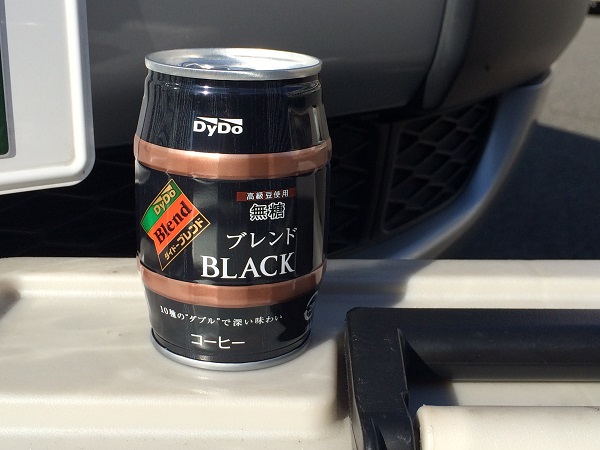 DyDo
高級豆使用
無糖
DyDo
Blend
ダイドーブレンド
ブレンド
BLACK
10種の"ダブル"で深い味わい
コーヒー